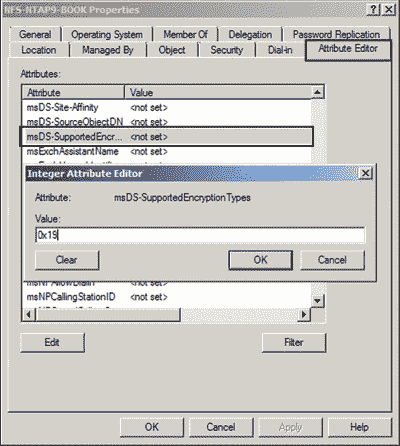 NFS-NTAP9-BOOK Properties
General Operating System Member Of Delegation Password Replication
Location Managed By Object Security Dial-in Attribute Editor
Attributes:
Attribute Value
msDS-Site-Affinity <not set>
msDS-SourceObjectDN <not set>
msDS-SupportedEncr... <not set>
msExchAssistantName <not set>
Integer Attribute Editor
Attribute: msDS-SupportedEncryptionTypes
Value:
0x19
Clear OK Cancel
msNPAllowDialin <not set>
msNPCallingStationID <not set>
Edit Filter
OK Cancel Apply Help